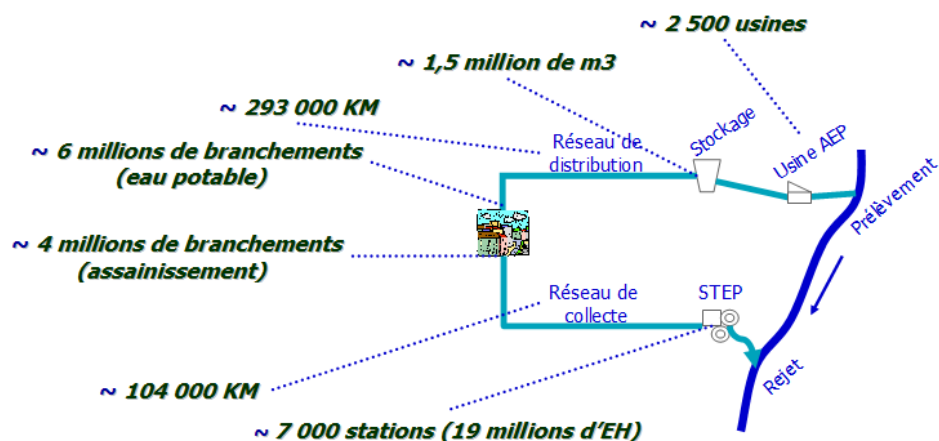 ~ 2 500 usines
~ 1,5 million de m3
~ 293 000 KM
Stockage
Réseau de
distribution
Usine AEP
~ 6 millions de branchements
(eau potable)
Prélèvement
~ 4 millions de branchements
(assainissement)
Réseau de
collecte
STEP
Rejet
~ 104 000 KM
~ 7 000 stations (19 millions d'EH)